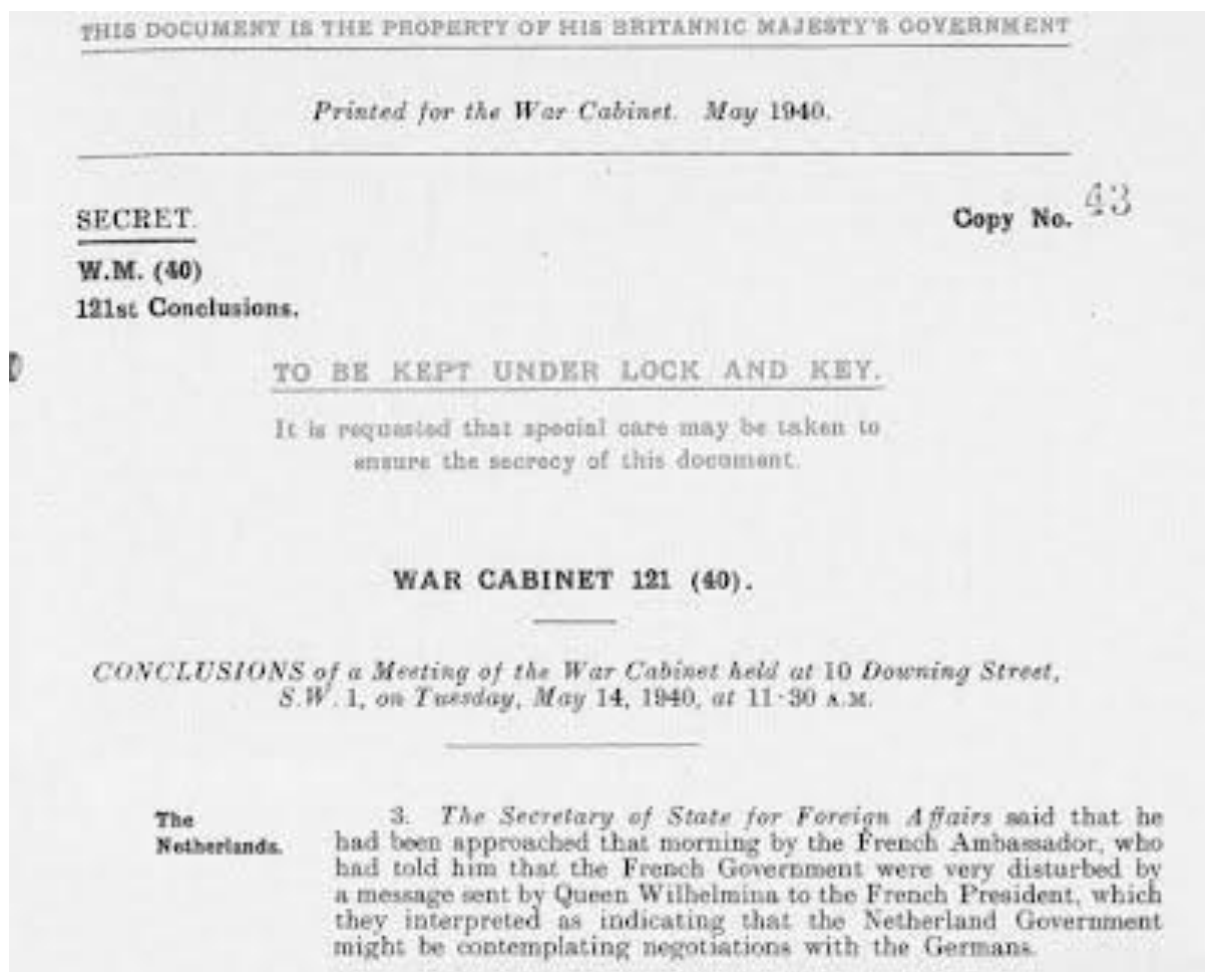 THIS DOCUMENT IS THE PROPERTY OF HIS BRITANNIC MAJESTY'S GOVERNMENT
Printed for the War Cabinet. May 1940.
SECRET.
Copy No. 43
W.M. (40)
121st Conclusions.
TO BE KEPT UNDER LOCK AND KEY.
It is requested that special care may be taken to
ensure the secrecy of this document.
WAR CABINET 121 (40).
CONCLUSIONS of a Meeting of the War Cabinet held at 10 Downing Street,
S.W. 1, on Tuesday, May 14, 1940, at 11·30 A.M.
The
Netherlands.
3. The Secretary of State for Foreign Affairs said that he
had been approached that morning by the French Ambassador, who
had told him that the French Government were very disturbed by
a message sent by Queen Wilhelmina to the French President, which
they interpreted as indicating that the Netherland Government
might be contemplating negotiations with the Germans.